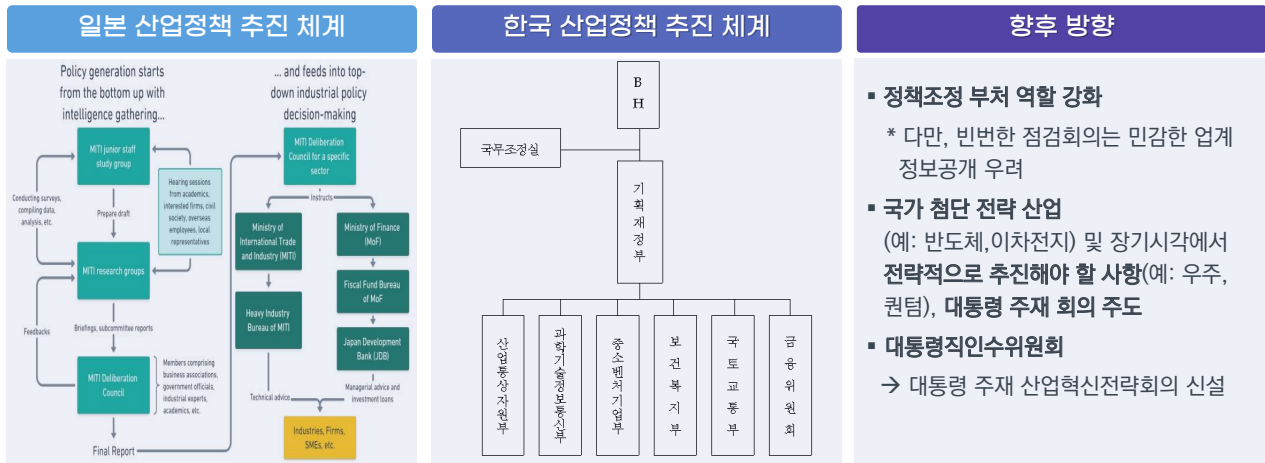 일본 산업정책 추진 체계
Policy generation starts
from the bottom up with
intelligence gathering...
MITI junior staff
study group
Conducting surveys,
compiling data,
analysis, etc.
Prepare draft
Hearing sessions
from academics,
interested firms, civil
society, overseas
employees, local
representatives
MITI research groups
Feedbacks
Briefings, subcommittee reports
MITI Deliberation
Council
Members comprising
business associations,
government officials,
industrial experts,
academics, etc.
Final Report
... and feeds into top-
down industrial policy
decision-making
MITI Deliberation
Council for a specific
sector
Instructs
Ministry of
International Trade
and Industry (MITI)
Ministry of Finance
(MoF)
Heavy Industry
Bureau of MITI
Fiscal Fund Bureau
of MoF
Japan Development
Bank (JDB)
Technical advice
Managerial advice and
investment loans
Industries, Firms,
SMEs, etc.
한국 산업정책 추진 체계
BH
국무조정실
기획재정부
산업통상자원부
과학기술정보통신부
중소벤처기업부
보건복지부
국토교통부
금융위원회
향후 방향
▪ 정책조정 부처 역할 강화
* 다만, 빈번한 점검회의는 민감한 업계
정보공개 우려
▪ 국가 첨단 전략 산업
(예: 반도체,이차전지) 및 장기시각에서
전략적으로 추진해야 할 사항(예: 우주,
퀀텀), 대통령 주재 회의 주도
▪ 대통령직인수위원회
→ 대통령 주재 산업혁신전략회의 신설